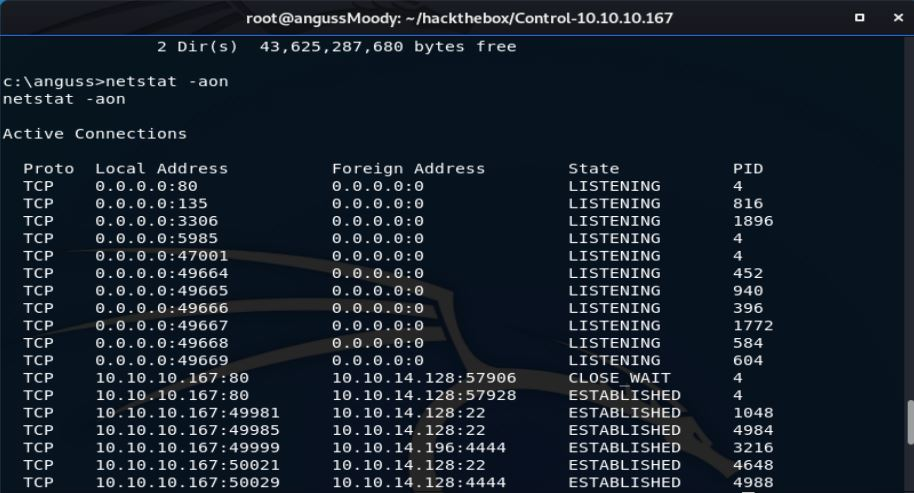 root@angussMoody: ~/hackthebox/Control-10.10.10.167
2 Dir(s)  43,625,287,680 bytes free
c:\anguss>netstat -aon
netstat -aon
Active Connections
Proto  Local Address          Foreign Address        State           PID
TCP    0.0.0.0:80             0.0.0.0:0              LISTENING       4
TCP    0.0.0.0:135            0.0.0.0:0              LISTENING       816
TCP    0.0.0.0:3306           0.0.0.0:0              LISTENING       1896
TCP    0.0.0.0:5985           0.0.0.0:0              LISTENING       4
TCP    0.0.0.0:47001          0.0.0.0:0              LISTENING       4
TCP    0.0.0.0:49664          0.0.0.0:0              LISTENING       452
TCP    0.0.0.0:49665          0.0.0.0:0              LISTENING       940
TCP    0.0.0.0:49666          0.0.0.0:0              LISTENING       396
TCP    0.0.0.0:49667          0.0.0.0:0              LISTENING       1772
TCP    0.0.0.0:49668          0.0.0.0:0              LISTENING       584
TCP    0.0.0.0:49669          0.0.0.0:0              LISTENING       604
TCP    10.10.10.167:80        10.10.14.128:57906     CLOSE_WAIT      4
TCP    10.10.10.167:80        10.10.14.128:57928     ESTABLISHED     4
TCP    10.10.10.167:49981     10.10.14.128:22        ESTABLISHED     1048
TCP    10.10.10.167:49985     10.10.14.128:22        ESTABLISHED     4984
TCP    10.10.10.167:49999     10.10.14.196:4444      ESTABLISHED     3216
TCP    10.10.10.167:50021     10.10.14.128:22        ESTABLISHED     4648
TCP    10.10.10.167:50029     10.10.14.128:4444      ESTABLISHED     4988